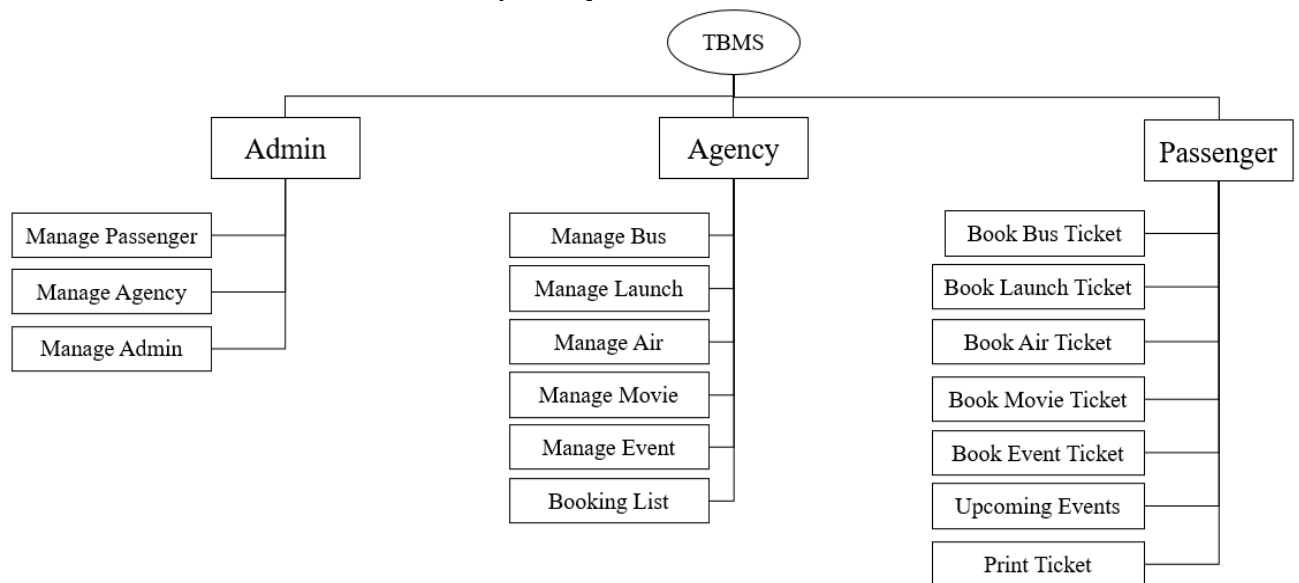 TBMS
Admin
Agency
Passenger
Manage Passenger
Manage Agency
Manage Admin
Manage Bus
Manage Launch
Manage Air
Manage Movie
Manage Event
Booking List
Book Bus Ticket
Book Launch Ticket
Book Air Ticket
Book Movie Ticket
Book Event Ticket
Upcoming Events
Print Ticket